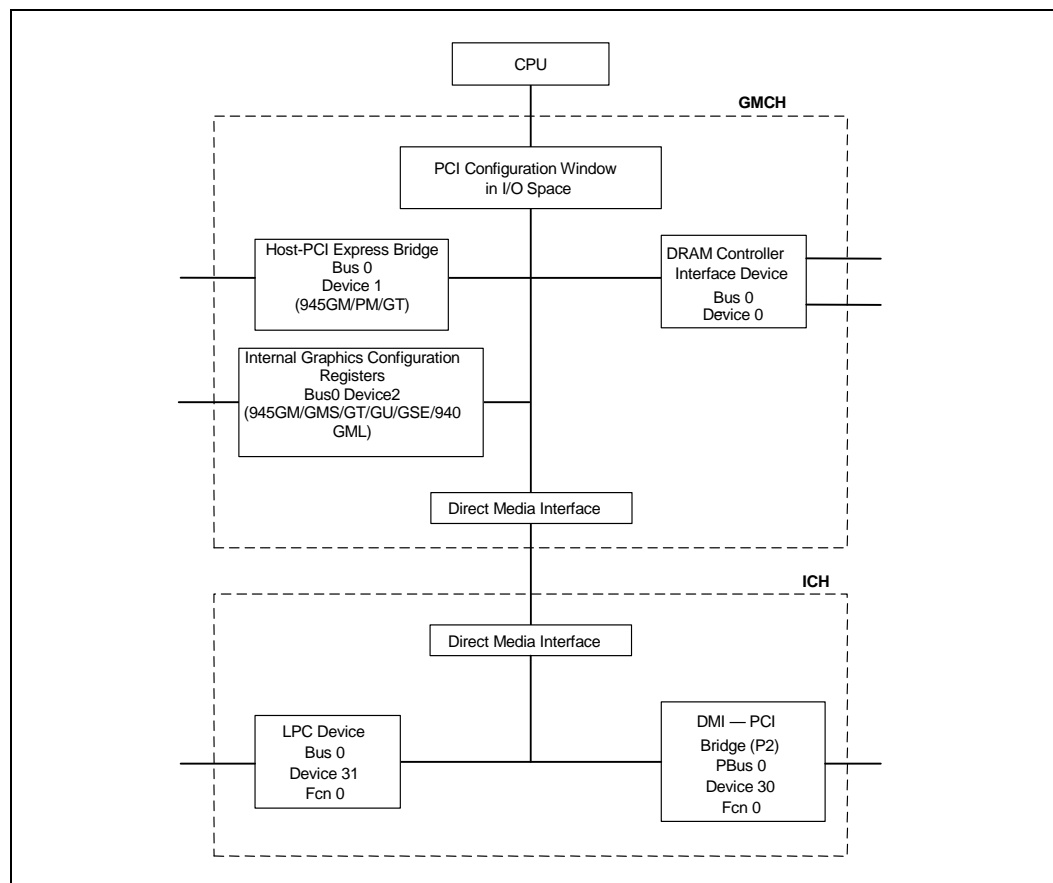 CPU
GMCH
PCI Configuration Window
in I/O Space
Host-PCI Express Bridge
Bus 0
Device 1
(945GM/PM/GT)
DRAM Controller
Interface Device
Bus 0
Device 0
Internal Graphics Configuration
Registers
Bus0 Device2
(945GM/GMS/GT/GU/GSE/940
GML)
Direct Media Interface
ICH
Direct Media Interface
LPC Device
Bus 0
Device 31
Fcn 0
DMI — PCI
Bridge (P2)
PBus 0
Device 30
Fcn 0